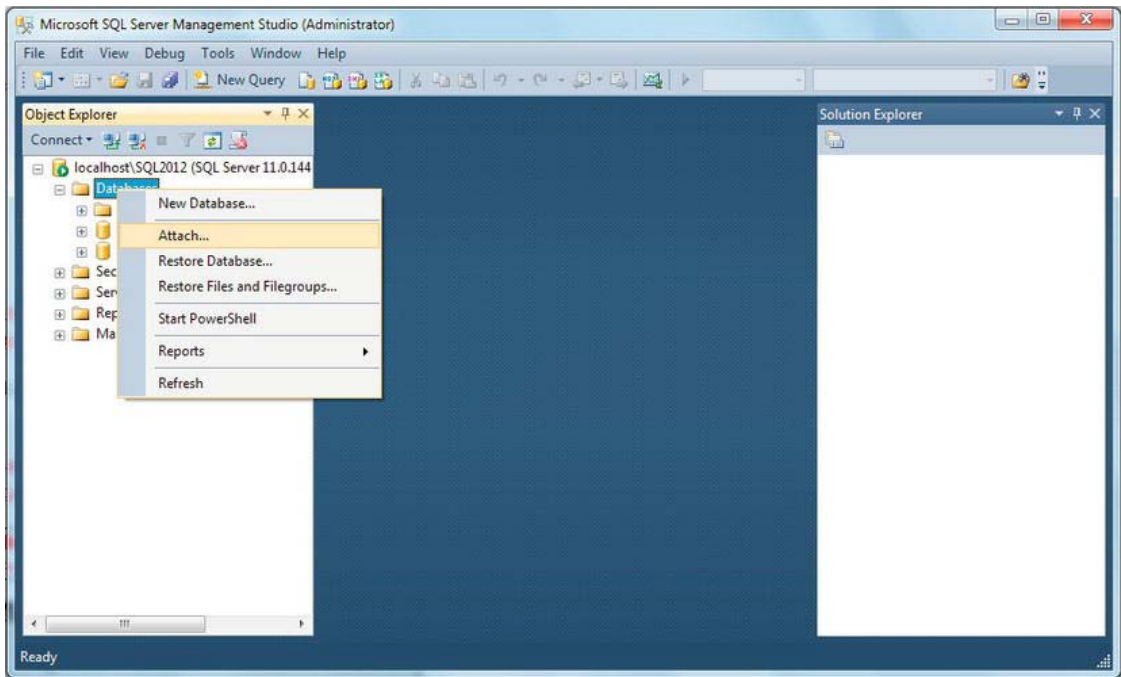 Microsoft SQL Server Management Studio (Administrator)
File Edit View Debug Tools Window Help
New Query
Object Explorer
Solution Explorer
Connect
localhost\SQL2012 (SQL Server 11.0.144
Databases
New Database...
Attach...
Restore Database...
Sec
Restore Files and Filegroups...
Ser
Rep
Start PowerShell
Ma
Reports
Refresh
Ready